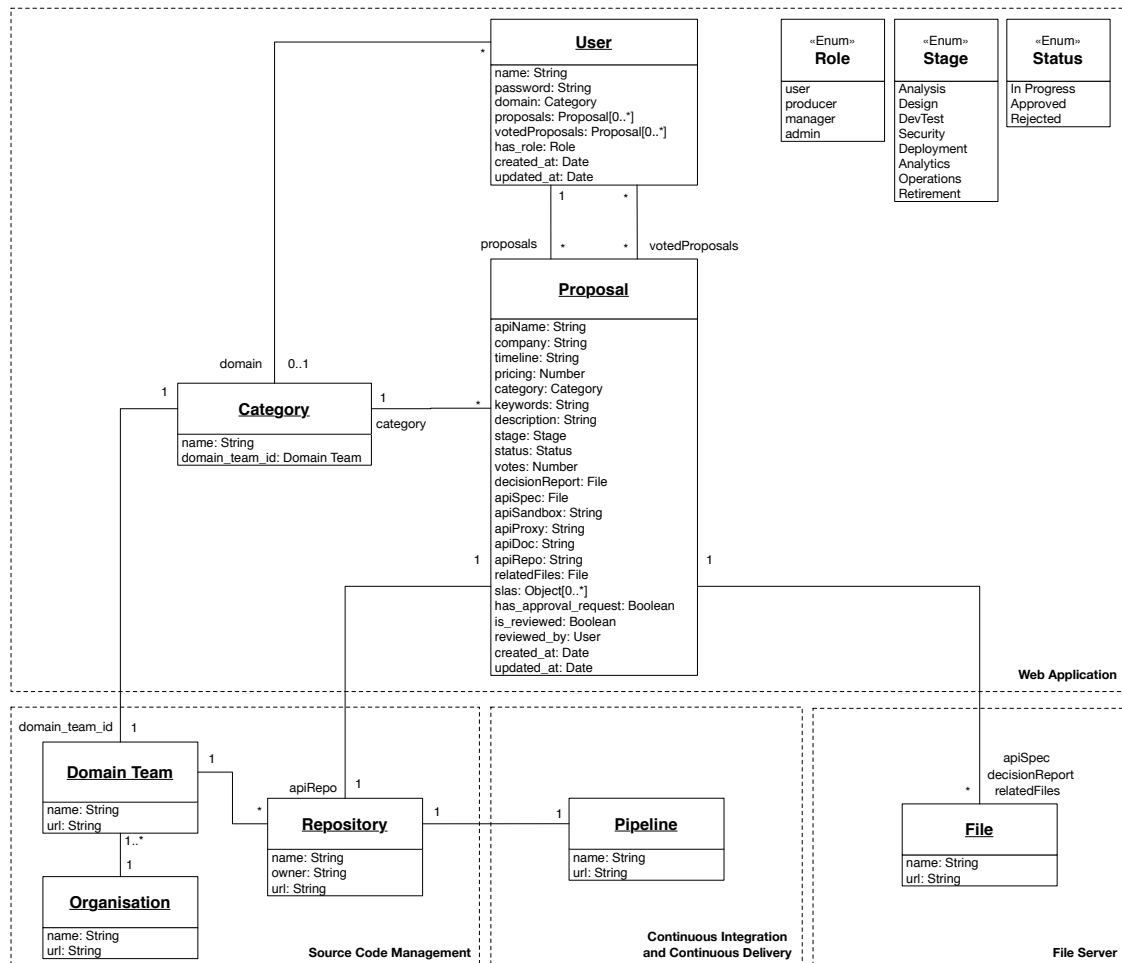 User
name: String
password: String
domain: Category
proposals: Proposal[0..*]
votedProposals: Proposal[0..*]
has_role: Role
created_at: Date
updated_at: Date
«Enum»
Role
user
producer
manager
admin
«Enum»
Stage
Analysis
Design
DevTest
Security
Deployment
Analytics
Operations
Retirement
«Enum»
Status
In Progress
Approved
Rejected
*
1
*
proposals
*
*
votedProposals
Proposal
apiName: String
company: String
timeline: String
pricing: Number
category: Category
keywords: String
description: String
stage: Stage
status: Status
votes: Number
decisionReport: File
apiSpec: File
apiSandbox: String
apiProxy: String
apiDoc: String
apiRepo: String
relatedFiles: File
slas: Object[0..*]
has_approval_request: Boolean
is_reviewed: Boolean
reviewed_by: User
created_at: Date
updated_at: Date
domain
0..1
1
Category
name: String
domain_team_id: Domain Team
1
category
*
1
1
Web Application
domain_team_id
1
Domain Team
name: String
url: String
1
*
1..*
1
Organisation
name: String
url: String
apiRepo
1
Repository
name: String
owner: String
url: String
1
Source Code Management
1
Pipeline
name: String
url: String
Continuous Integration
and Continuous Delivery
apiSpec
decisionReport
*
relatedFiles
File
name: String
url: String
File Server